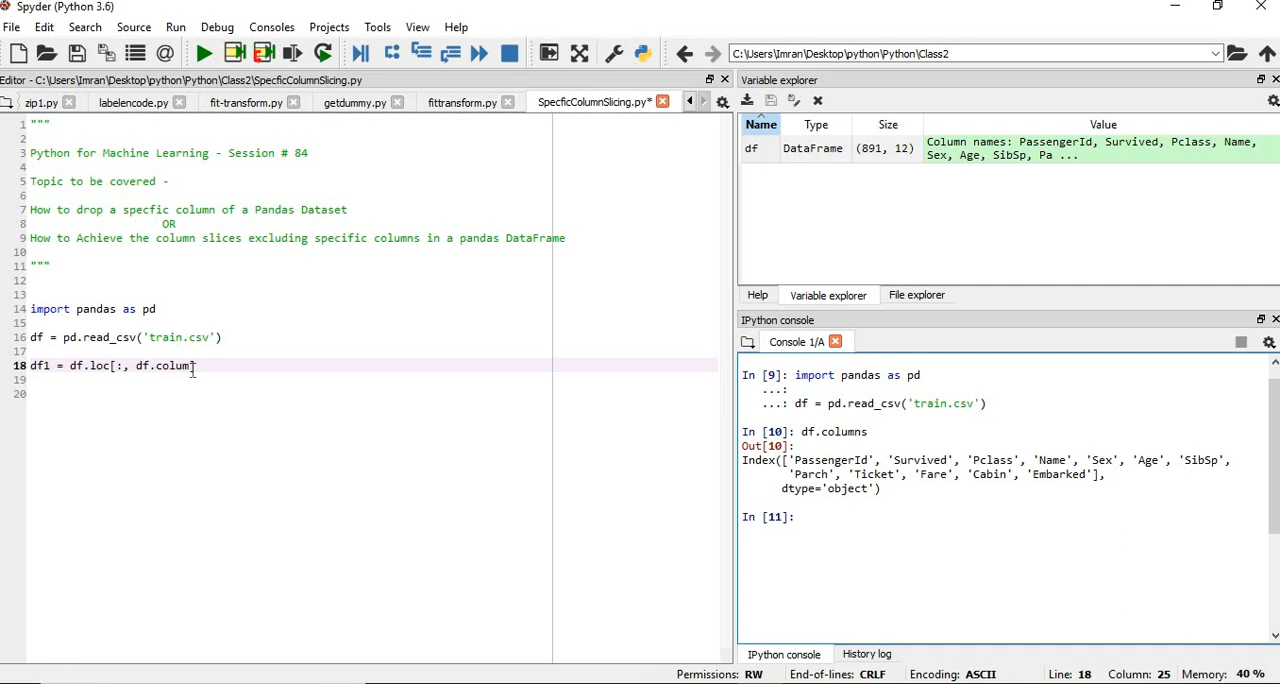 Spyder (Python 3.6)
File Edit Search Source Run Debug Consoles Projects Tools View Help
C:\Users\Imran\Desktop\python\Python\Class2
Editor - C:\Users\Imran\Desktop\python\Python\Class2\SpecficColumnSlicing.py
zip1.py labelencode.py fit-transform.py getdummy.py fittransform.py SpecficColumnSlicing.py*
1 """
2
3 Python for Machine Learning - Session # 84
4
5 Topic to be covered -
6
7 How to drop a specfic column of a Pandas Dataset
8 OR
9 How to Achieve the column slices excluding specific columns in a pandas DataFrame
10
11 """
12
13
14 import pandas as pd
15
16 df = pd.read_csv('train.csv')
17
18 df1 = df.loc[:, df.colum]
19
20
Variable explorer
Name Type Size Value
df DataFrame (891, 12) Column names: PassengerId, Survived, Pclass, Name,
Sex, Age, SibSp, Pa ...
Help Variable explorer File explorer
IPython console
Console 1/A
In [9]: import pandas as pd
...:
...: df = pd.read_csv('train.csv')
In [10]: df.columns
Out[10]:
Index(['PassengerId', 'Survived', 'Pclass', 'Name', 'Sex', 'Age', 'SibSp',
'Parch', 'Ticket', 'Fare', 'Cabin', 'Embarked'],
dtype='object')
In [11]:
IPython console History log
Permissions: RW End-of-lines: CRLF Encoding: ASCII Line: 18 Column: 25 Memory: 40 %